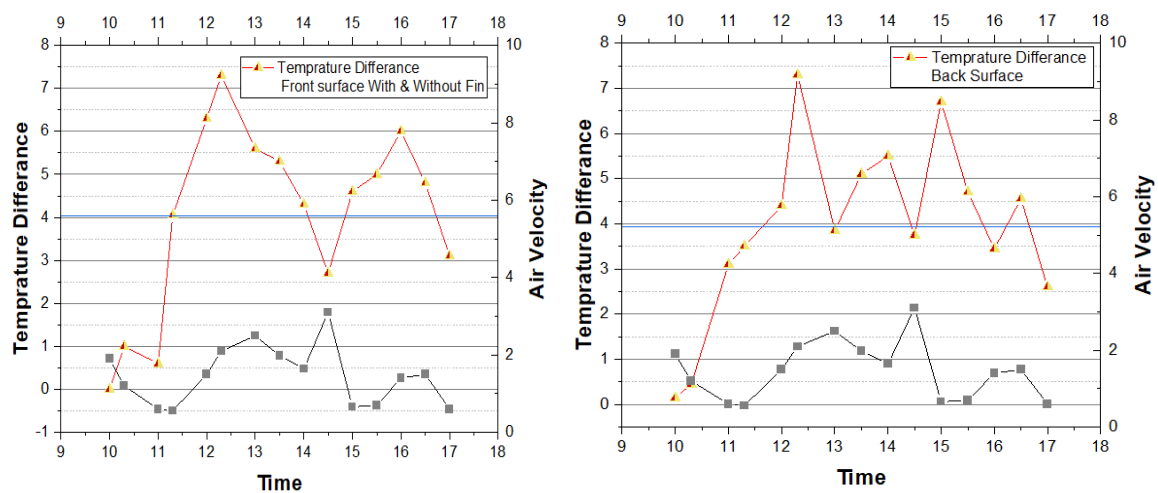 9 10 11 12 13 14 15 16 17 18
8 10
Temprature Differance
Front surface With & Without Fin
7
8
6
5
6
4
3
4
2
1
2
0
-1 0
9 10 11 12 13 14 15 16 17 18
Time
Temprature Differance
Air Velocity
9 10 11 12 13 14 15 16 17 18
8 10
Temprature Differance
Back Surface
7
8
6
5
6
4
3
4
2
2
1
0
0
9 10 11 12 13 14 15 16 17 18
Time
Temprature Differance
Air Velocity